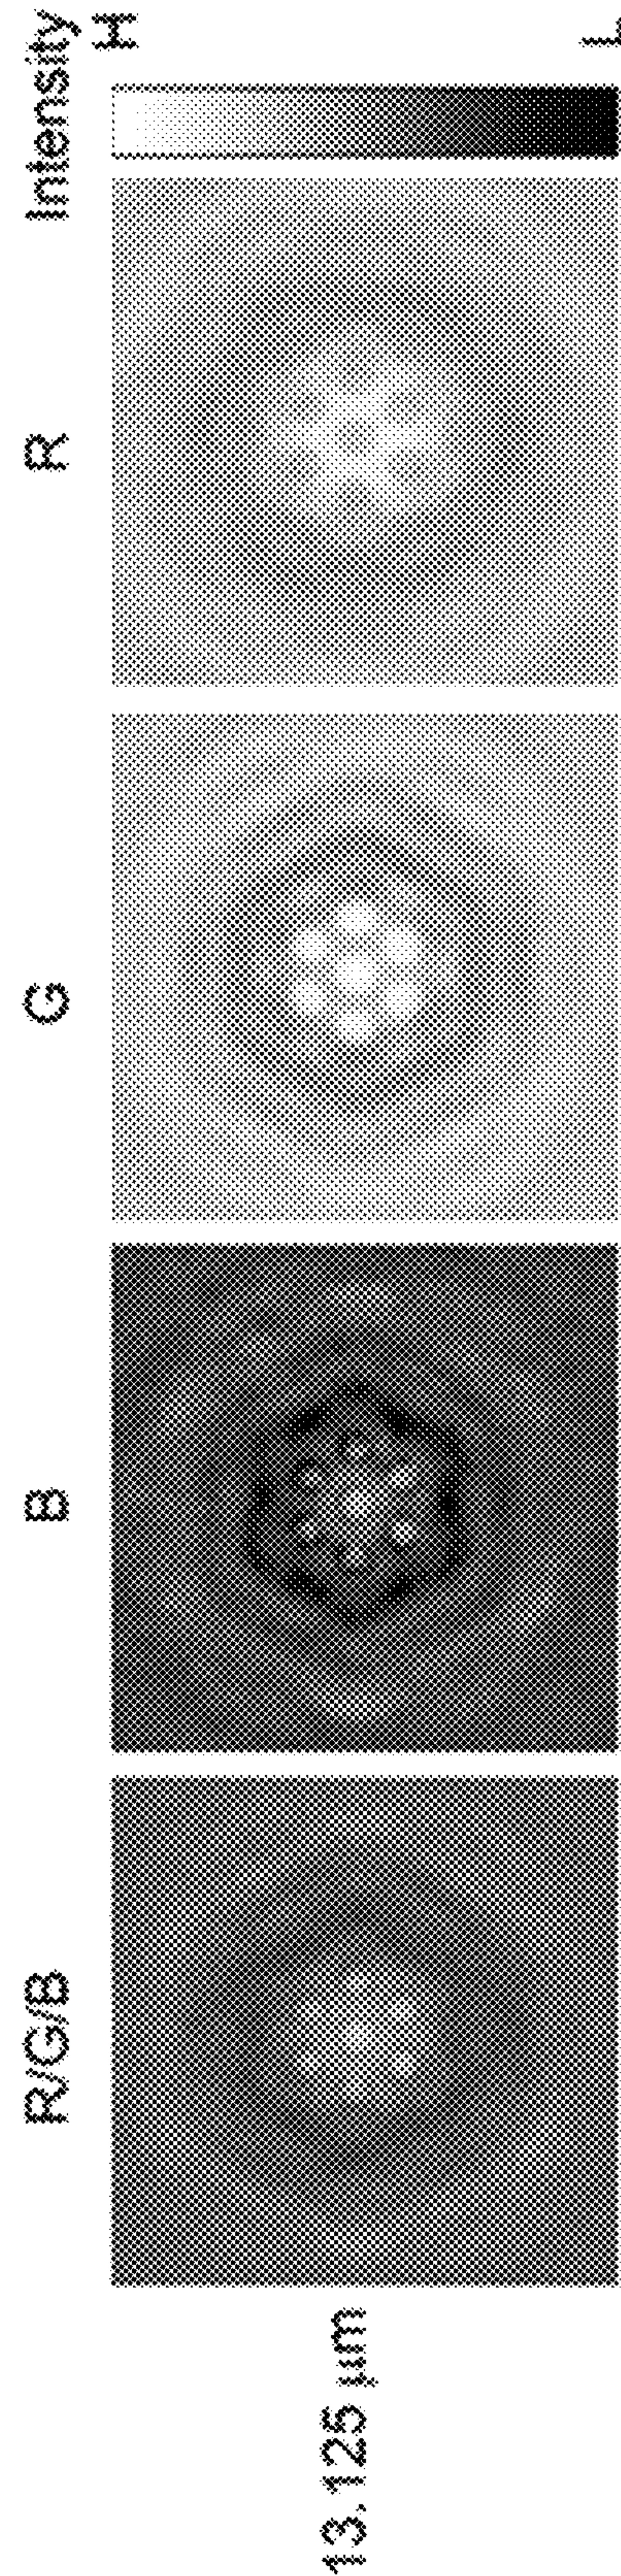 R/G/B
B
G
R
Intensity
H
L
13.125 μm